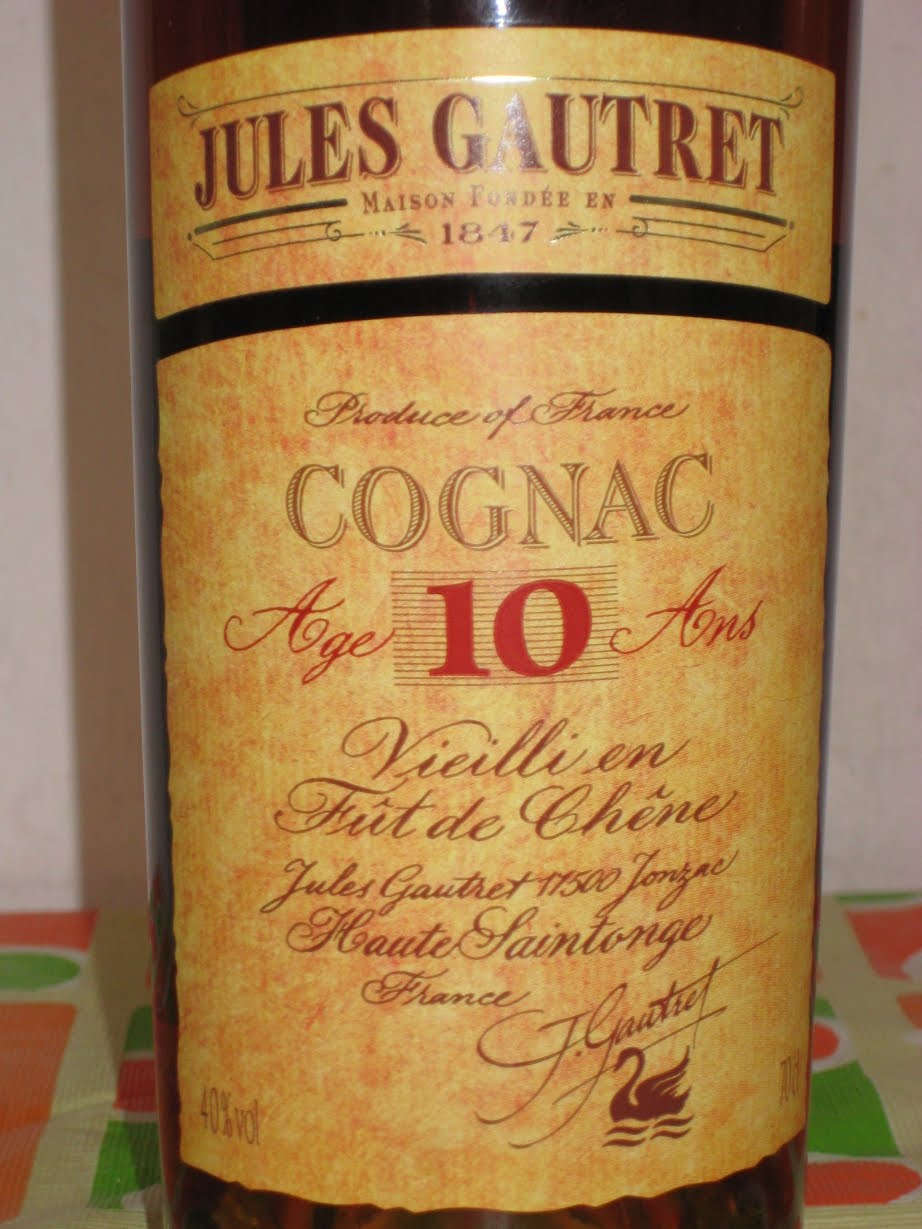 JULES GAUTRET
MAISON FONDÉE EN
1847
Produce of France
COGNAC
Age 10 Ans
Vieilli en
Fût de Chêne
Jules Gautret 17500 Jonzac
Haute Saintonge
France
J. Gautret
40%vol
70cl